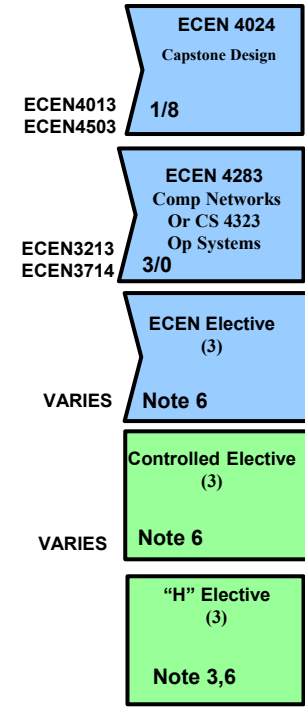 ECEN 4024
Capstone Design
ECEN4013
ECEN4503
1/8
ECEN 4283
Comp Networks
Or CS 4323
Op Systems
ECEN3213
ECEN3714
3/0
ECEN Elective
(3)
VARIES
Note 6
Controlled Elective
(3)
VARIES
Note 6
“H” Elective
(3)
Note 3,6